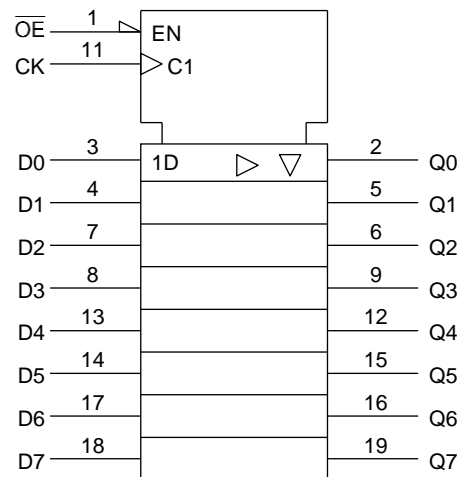 O̅E̅ 1 EN
CK 11 C1
D0 3 1D 2 Q0
D1 4 5 Q1
D2 7 6 Q2
D3 8 9 Q3
D4 13 12 Q4
D5 14 15 Q5
D6 17 16 Q6
D7 18 19 Q7